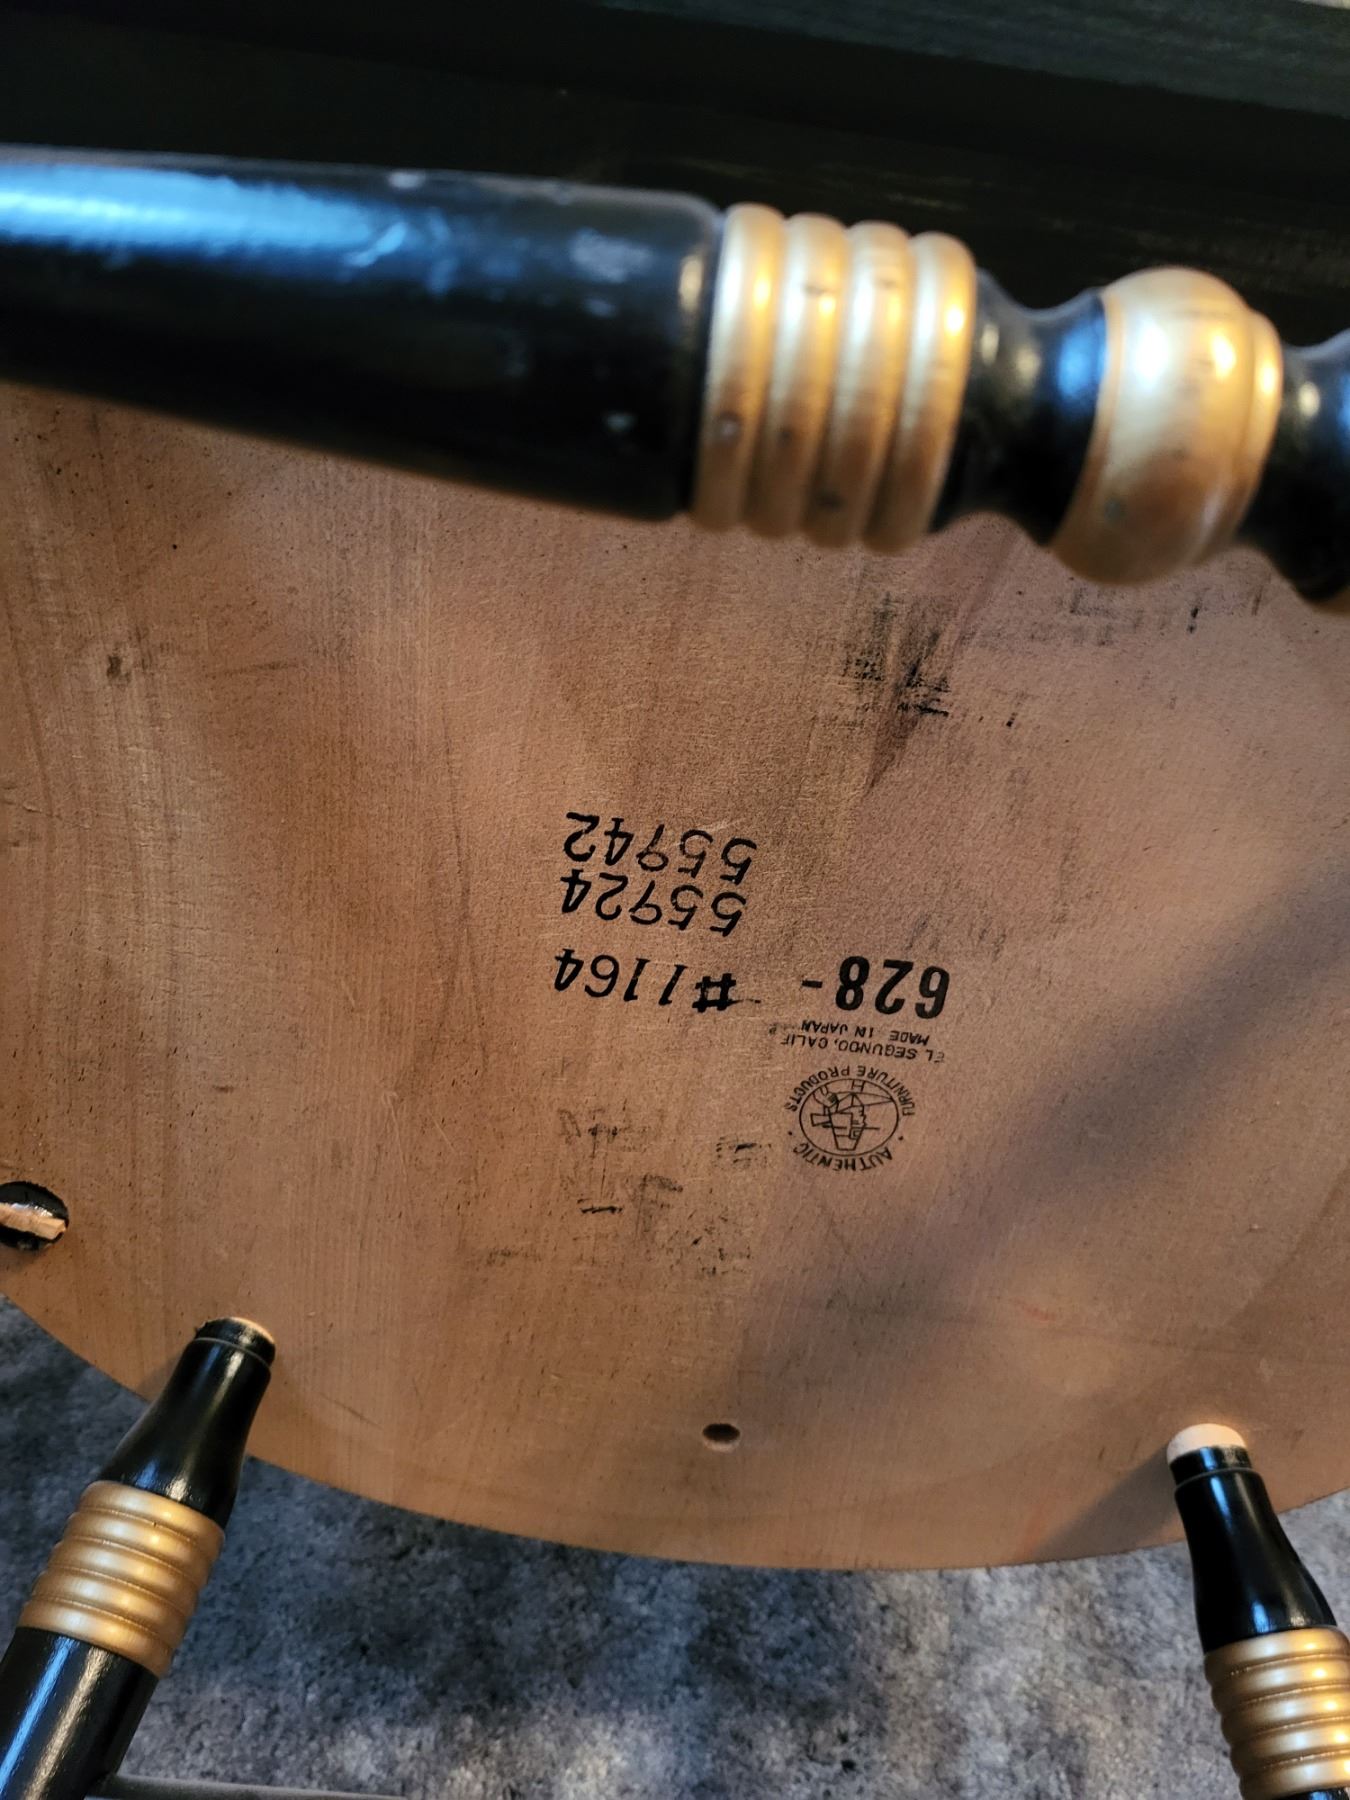 AUTHENTIC
FURNITURE PRODUCTS
EL SEGUNDO, CALIF
MADE IN JAPAN
628-
#1164
55924
55942